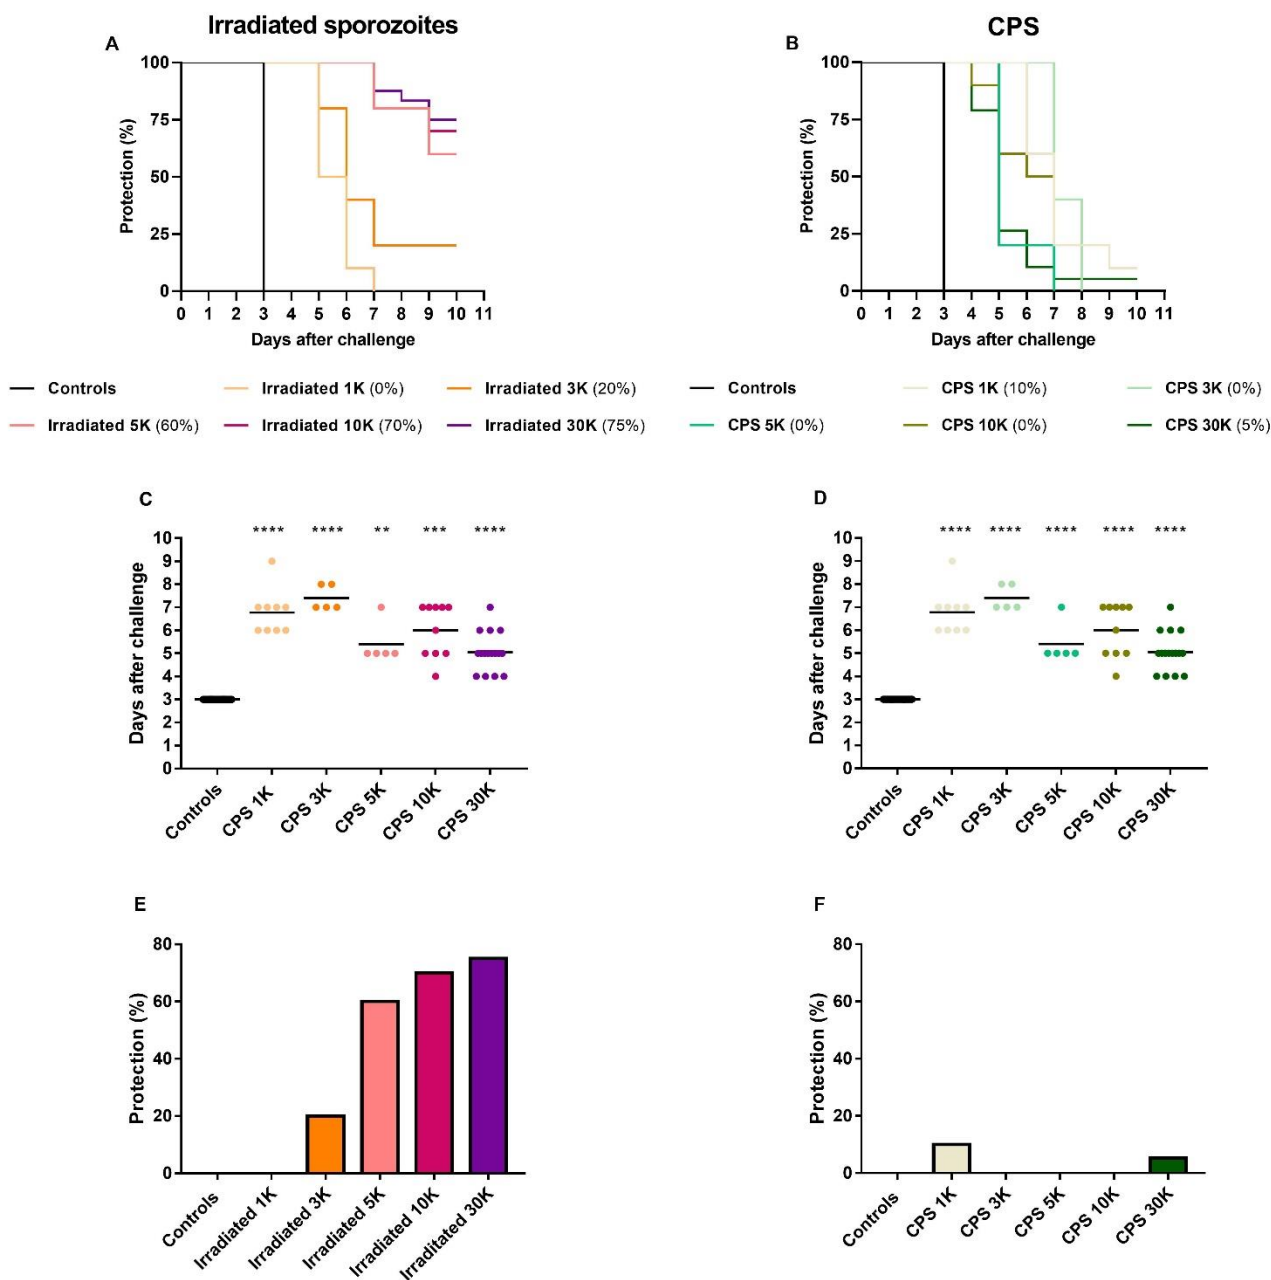 Irradiated sporozoites
CPS
A
B
Protection (%)
100
75
50
25
0
0 1 2 3 4 5 6 7 8 9 10 11
Days after challenge
Protection (%)
100
75
50
25
0
0 1 2 3 4 5 6 7 8 9 10 11
Days after challenge
Controls Irradiated 1K (0%) Irradiated 3K (20%) Controls CPS 1K (10%) CPS 3K (0%)
Irradiated 5K (60%) Irradiated 10K (70%) Irradiated 30K (75%) CPS 5K (0%) CPS 10K (0%) CPS 30K (5%)
C
**** **** ** *** ****
Days after challenge
10
9
8
7
6
5
4
3
2
1
0
Controls
CPS 1K
CPS 3K
CPS 5K
CPS 10K
CPS 30K
D
**** **** **** **** ****
Days after challenge
10
9
8
7
6
5
4
3
2
1
0
Controls
CPS 1K
CPS 3K
CPS 5K
CPS 10K
CPS 30K
E
Protection (%)
80
60
40
20
0
Controls
Irradiated 1K
Irradiated 3K
Irradiated 5K
Irradiated 10K
Irraditated 30K
F
Protection (%)
80
60
40
20
0
Controls
CPS 1K
CPS 3K
CPS 5K
CPS 10K
CPS 30K